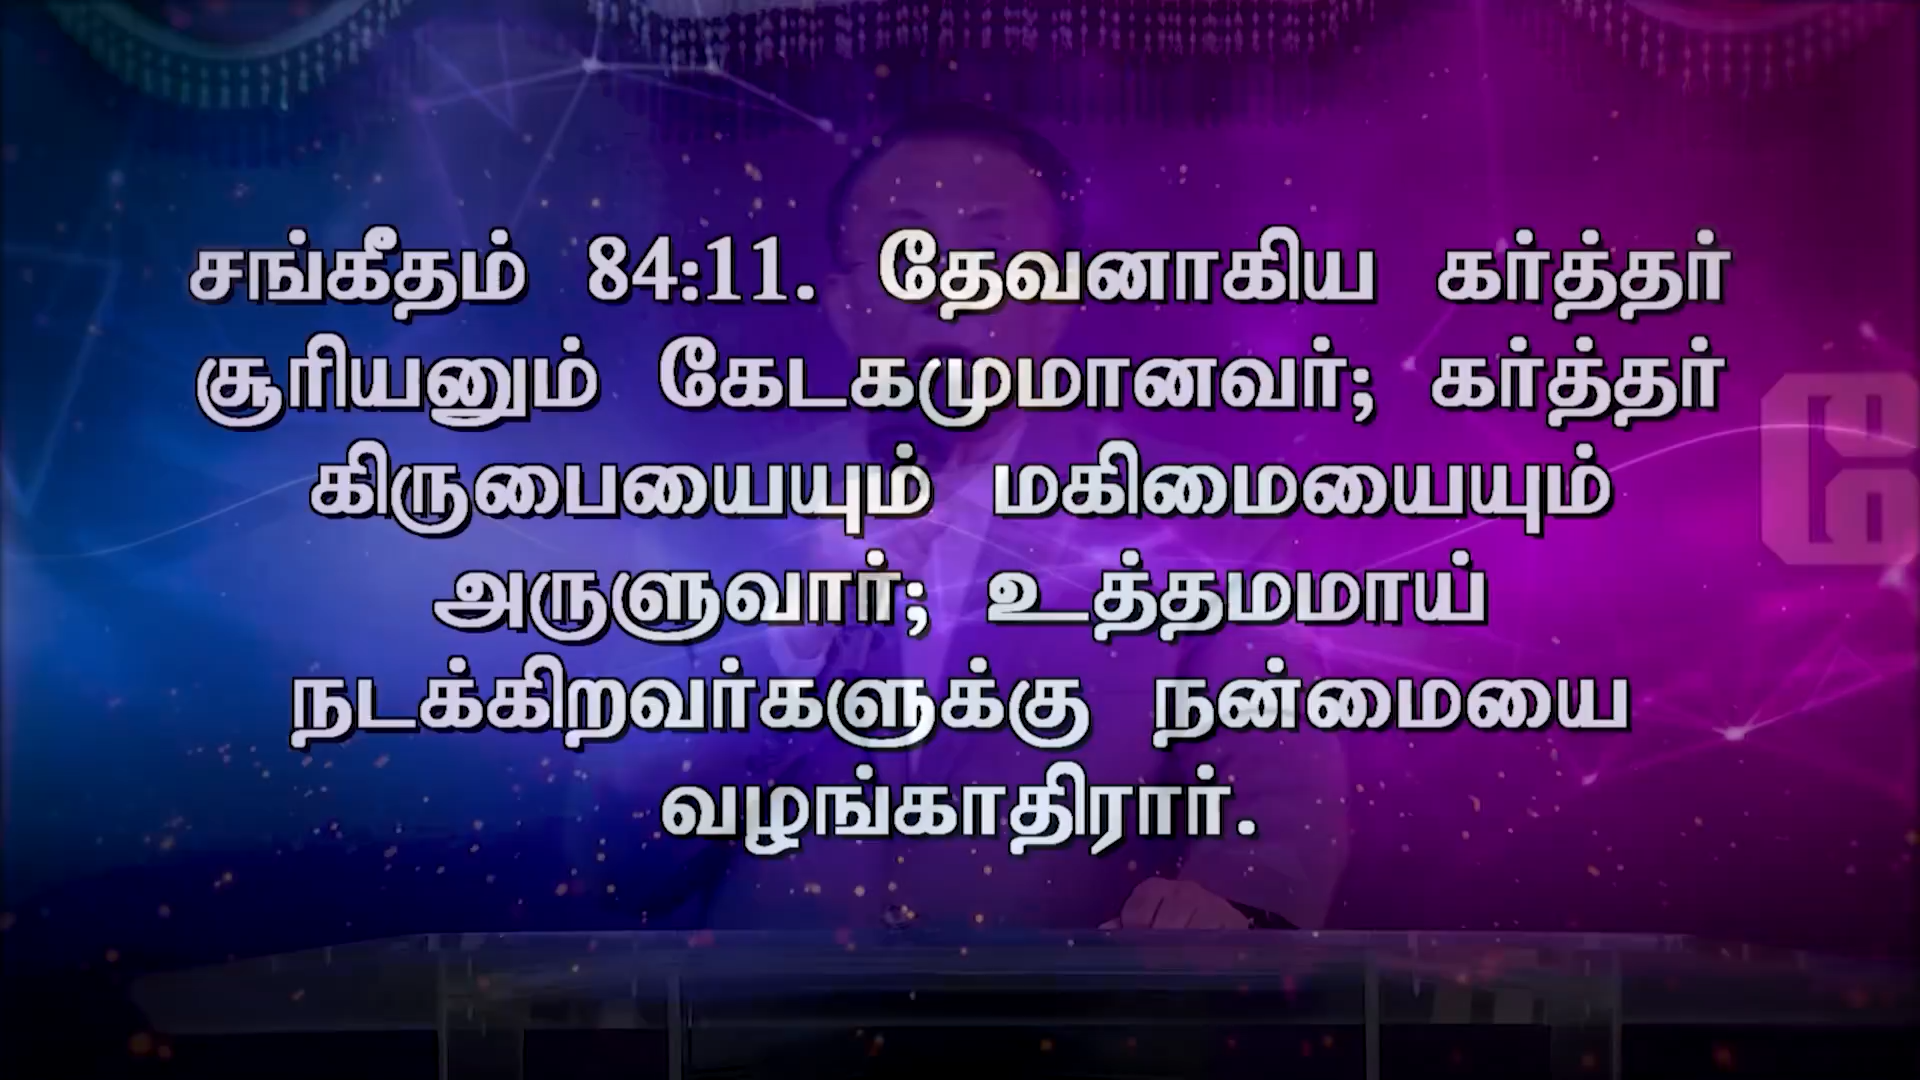 சங்கீதம் 84:11. தேவனாகிய கர்த்தர்
சூரியனும் கேடகமுமானவர்; கர்த்தர்
கிருபையையும் மகிமையையும்
அருளுவார்; உத்தமமாய்
நடக்கிறவர்களுக்கு நன்மையை
வழங்காதிரார்.